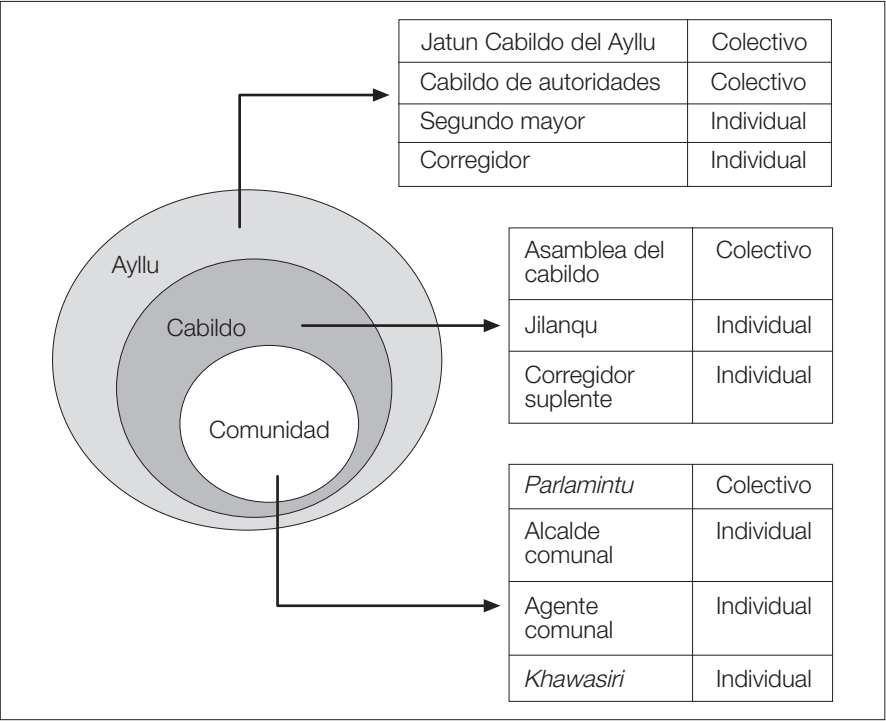 Jatun Cabildo del Ayllu Colectivo
Cabildo de autoridades Colectivo
Segundo mayor Individual
Corregidor Individual
Ayllu
Cabildo
Comunidad
Asamblea del Colectivo
cabildo
Jilanqu Individual
Corregidor Individual
suplente
Parlamintu Colectivo
Alcalde Individual
comunal
Agente Individual
comunal
Khawasiri Individual